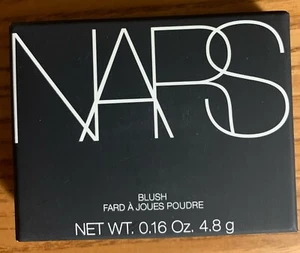 NARS
BLUSH
FARD À JOUES POUDRE
NET WT. 0.16 Oz. 4.8 g